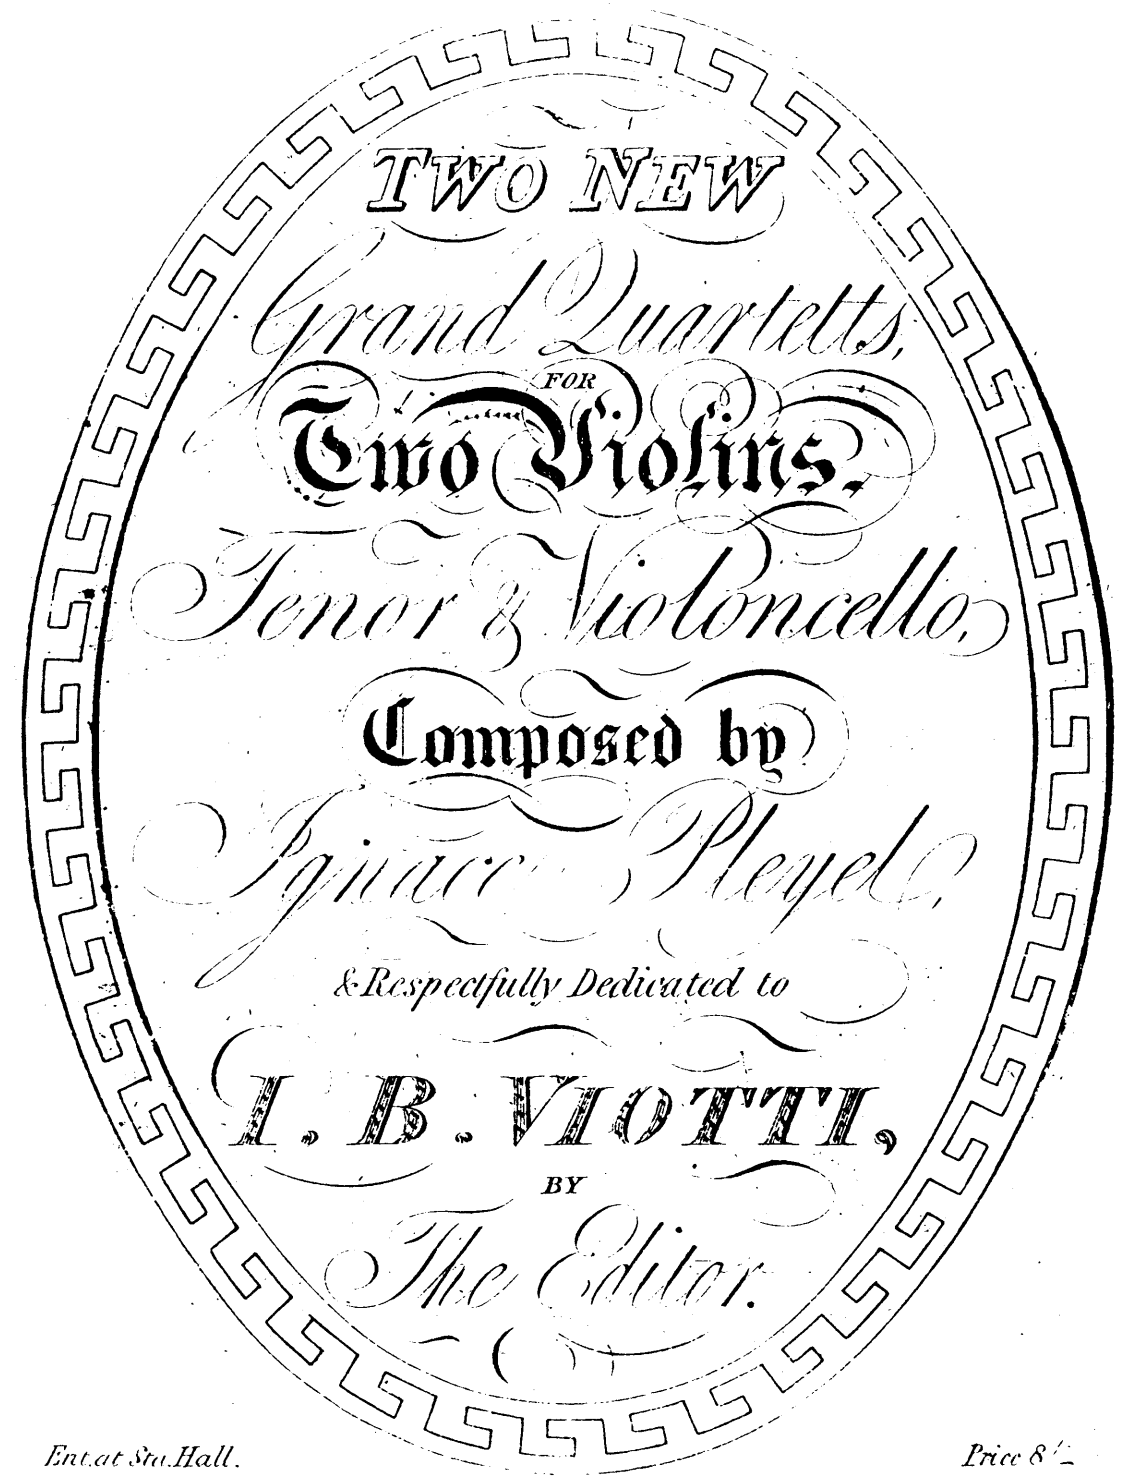 TWO NEW
Grand Quartetts,
FOR
Two Violins.
Tenor & Violoncello,
Composed by
Ignace Pleyel,
& Respectfully Dedicated to
I. B. VIOTTI,
BY
The Editor.
Ent. at Sta. Hall.
Price 8/-